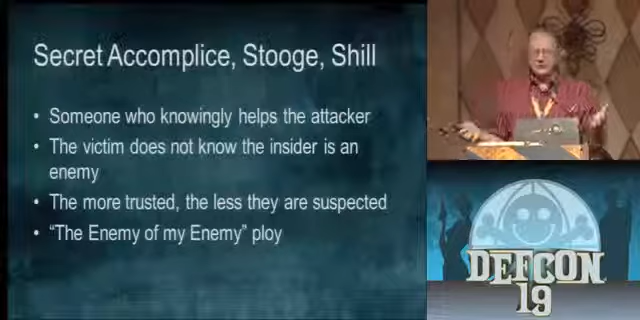 Secret Accomplice, Stooge, Shill
• Someone who knowingly helps the attacker
• The victim does not know the insider is an
enemy
• The more trusted, the less they are suspected
• “The Enemy of my Enemy” ploy
DEFCON
19